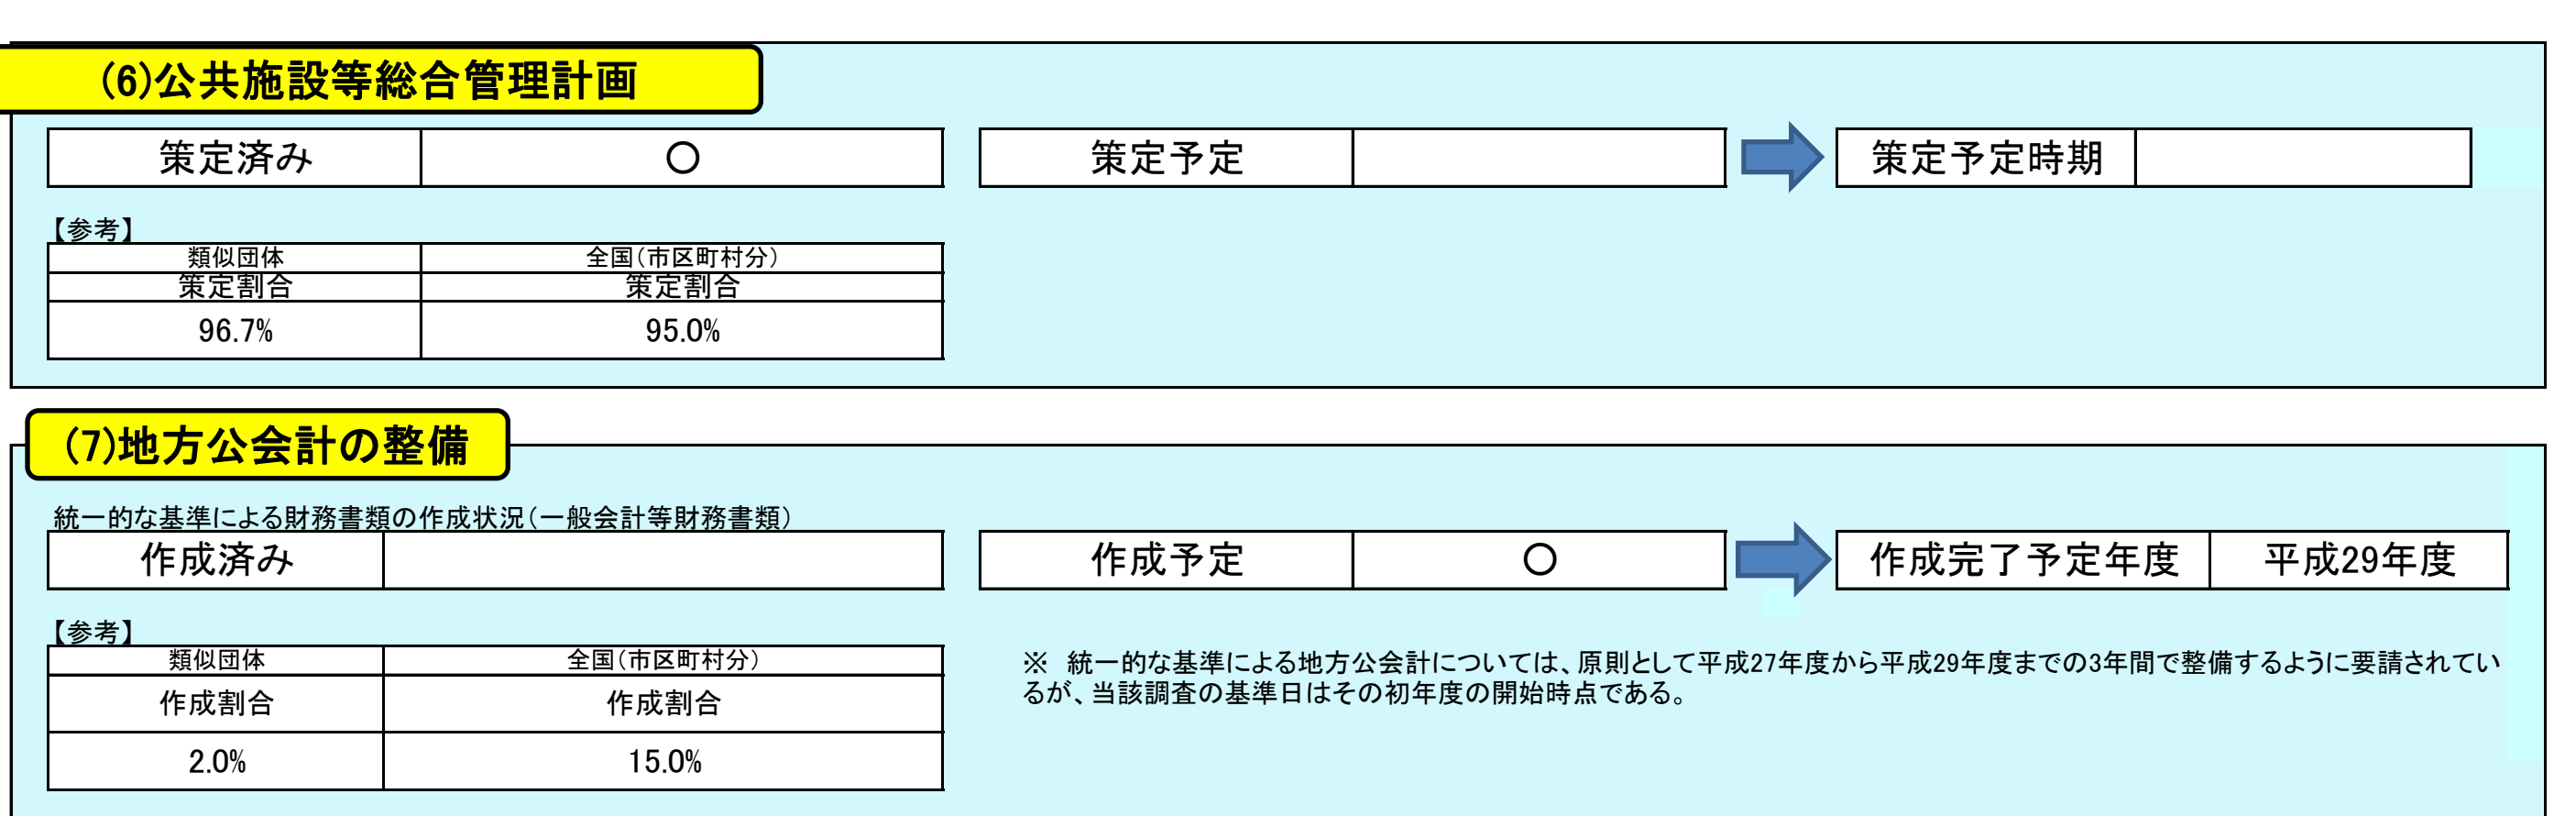 (6)公共施設等総合管理計画
策定済み ○ 策定予定 策定予定時期
【参考】
類似団体 全国(市区町村分)
策定割合 策定割合
96.7% 95.0%
(7)地方公会計の整備
統一的な基準による財務書類の作成状況(一般会計等財務書類)
作成済み 作成予定 ○ 作成完了予定年度 平成29年度
【参考】
類似団体 全国(市区町村分)
作成割合 作成割合
2.0% 15.0%
※ 統一的な基準による地方公会計については、原則として平成27年度から平成29年度までの3年間で整備するように要請されてい
るが、当該調査の基準日はその初年度の開始時点である。